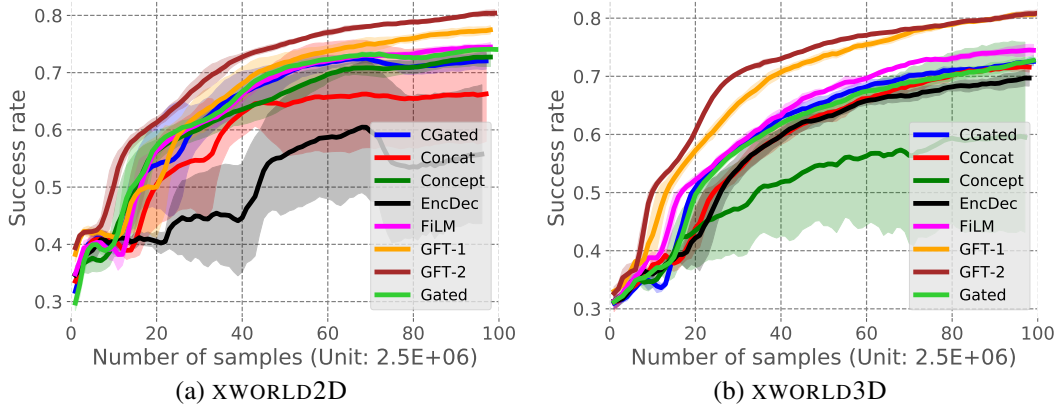 0.8
0.7
0.6
0.5
0.4
0.3
Success rate
CGated
Concat
Concept
EncDec
FiLM
GFT-1
GFT-2
Gated
0 20 40 60 80 100
Number of samples (Unit: 2.5E+06)
(a) XWORLD2D
0.8
0.7
0.6
0.5
0.4
0.3
Success rate
CGated
Concat
Concept
EncDec
FiLM
GFT-1
GFT-2
Gated
0 20 40 60 80 100
Number of samples (Unit: 2.5E+06)
(b) XWORLD3D